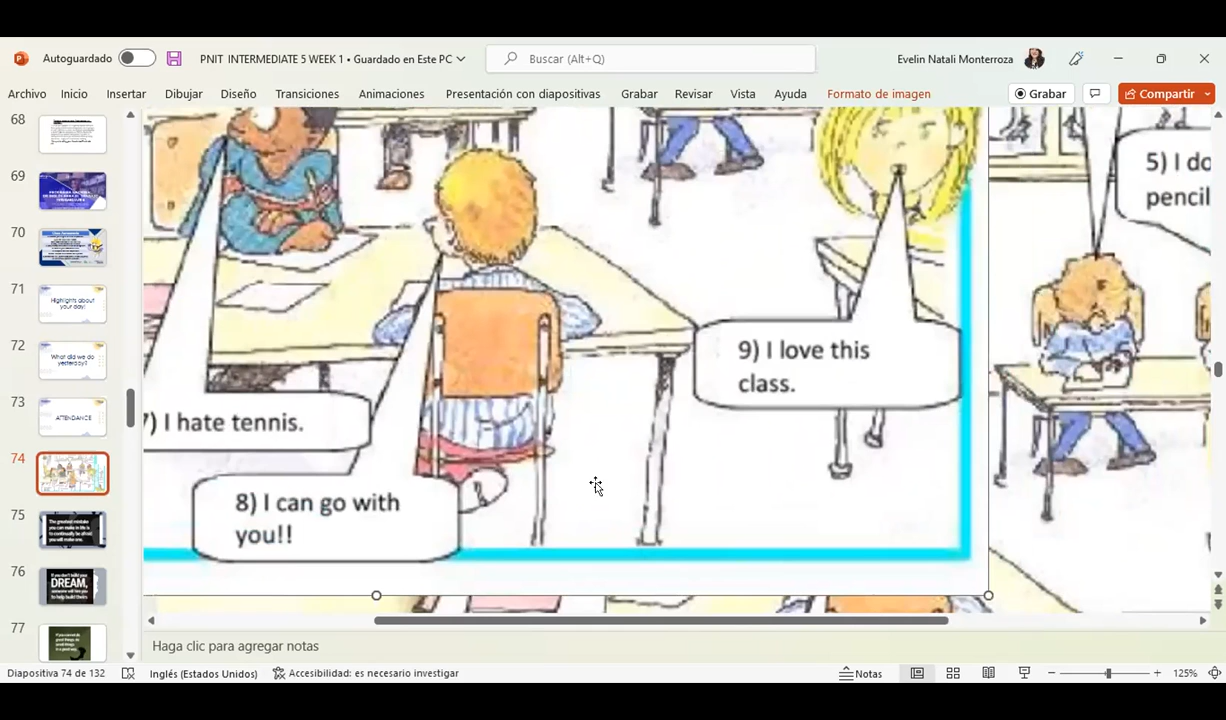 Autoguardado
PNIT INTERMEDIATE 5 WEEK 1 • Guardado en Este PC
Buscar (Alt+Q)
Evelin Natali Monterroza
Archivo Inicio Insertar Dibujar Diseño Transiciones Animaciones Presentación con diapositivas Grabar Revisar Vista Ayuda Formato de imagen
Grabar
Compartir
68
69
70
71
Highlights about
your day!
72
What did we do
yesterday?
73
ATTENDANCE
74
75
76
DREAM,
77
5) I do
pencil
9) I love this
class.
7) I hate tennis.
8) I can go with
you!!
Haga clic para agregar notas
Diapositiva 74 de 132
Inglés (Estados Unidos)
Accesibilidad: es necesario investigar
Notas
125%